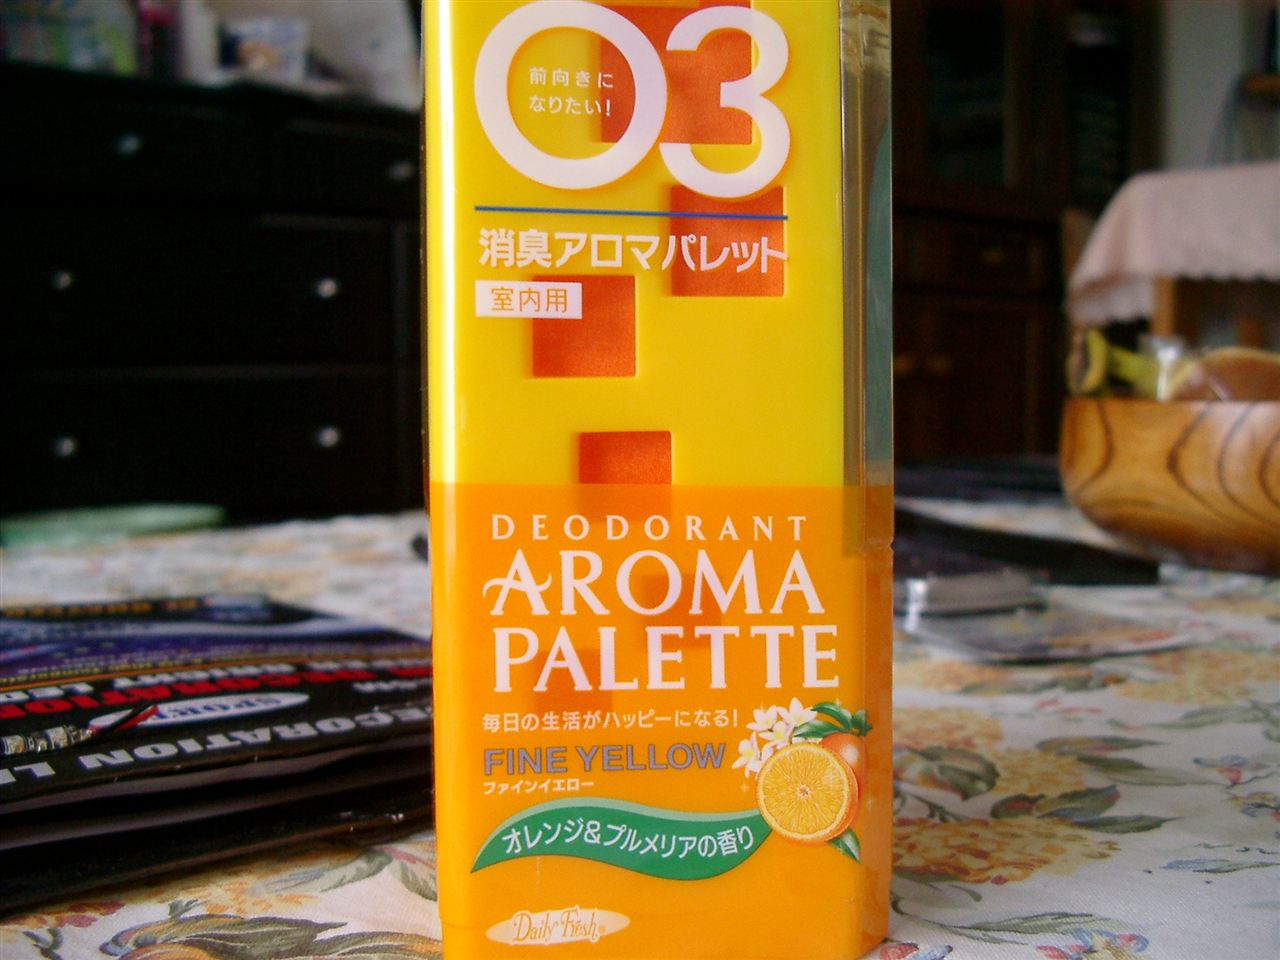 03
前向きに
なりたい!
消臭アロマパレット
室内用
DEODORANT
AROMA
PALETTE
毎日の生活がハッピーになる!
FINE YELLOW
ファインイエロー
オレンジ&プルメリアの香り
Daily Fresh
SPORT
DECORATION